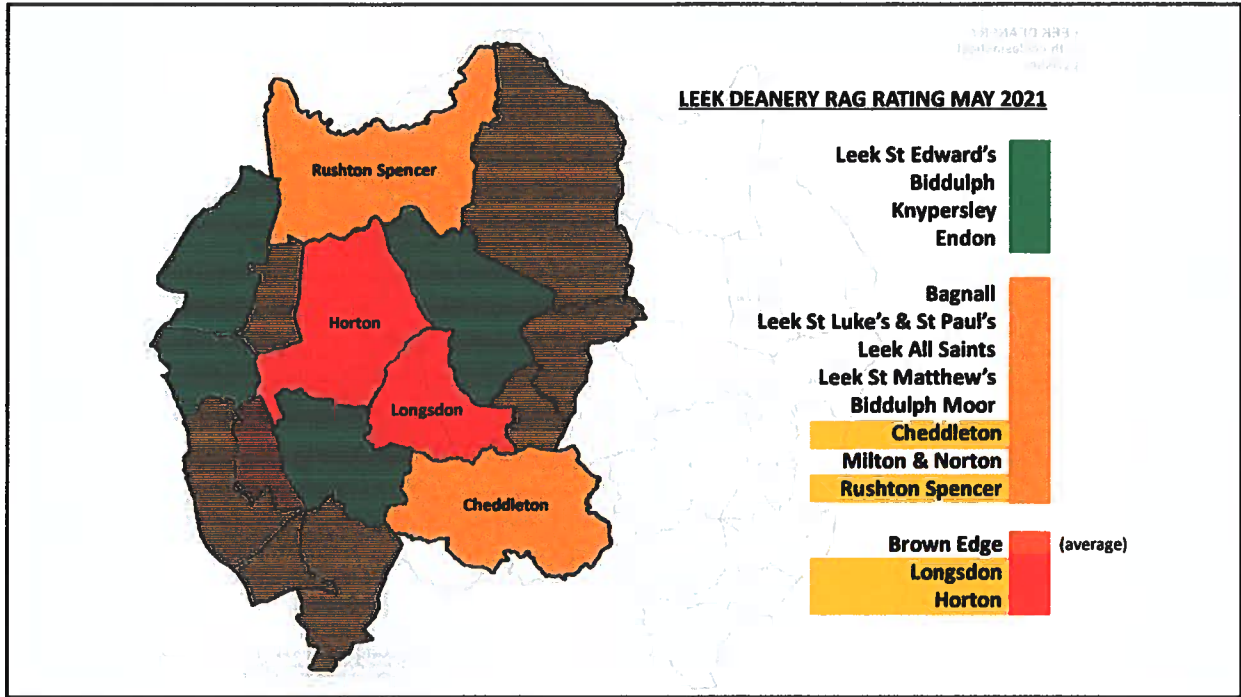 LEEK DEANERY RAG RATING MAY 2021
Rushton Spencer
Horton
Longsdon
Cheddleton
Leek St Edward's
Biddulph
Knypersley
Endon
Bagnall
Leek St Luke's & St Paul's
Leek All Saints
Leek St Matthew's
Biddulph Moor
Cheddleton
Milton & Norton
Rushton Spencer
Brown Edge (average)
Longsdon
Horton